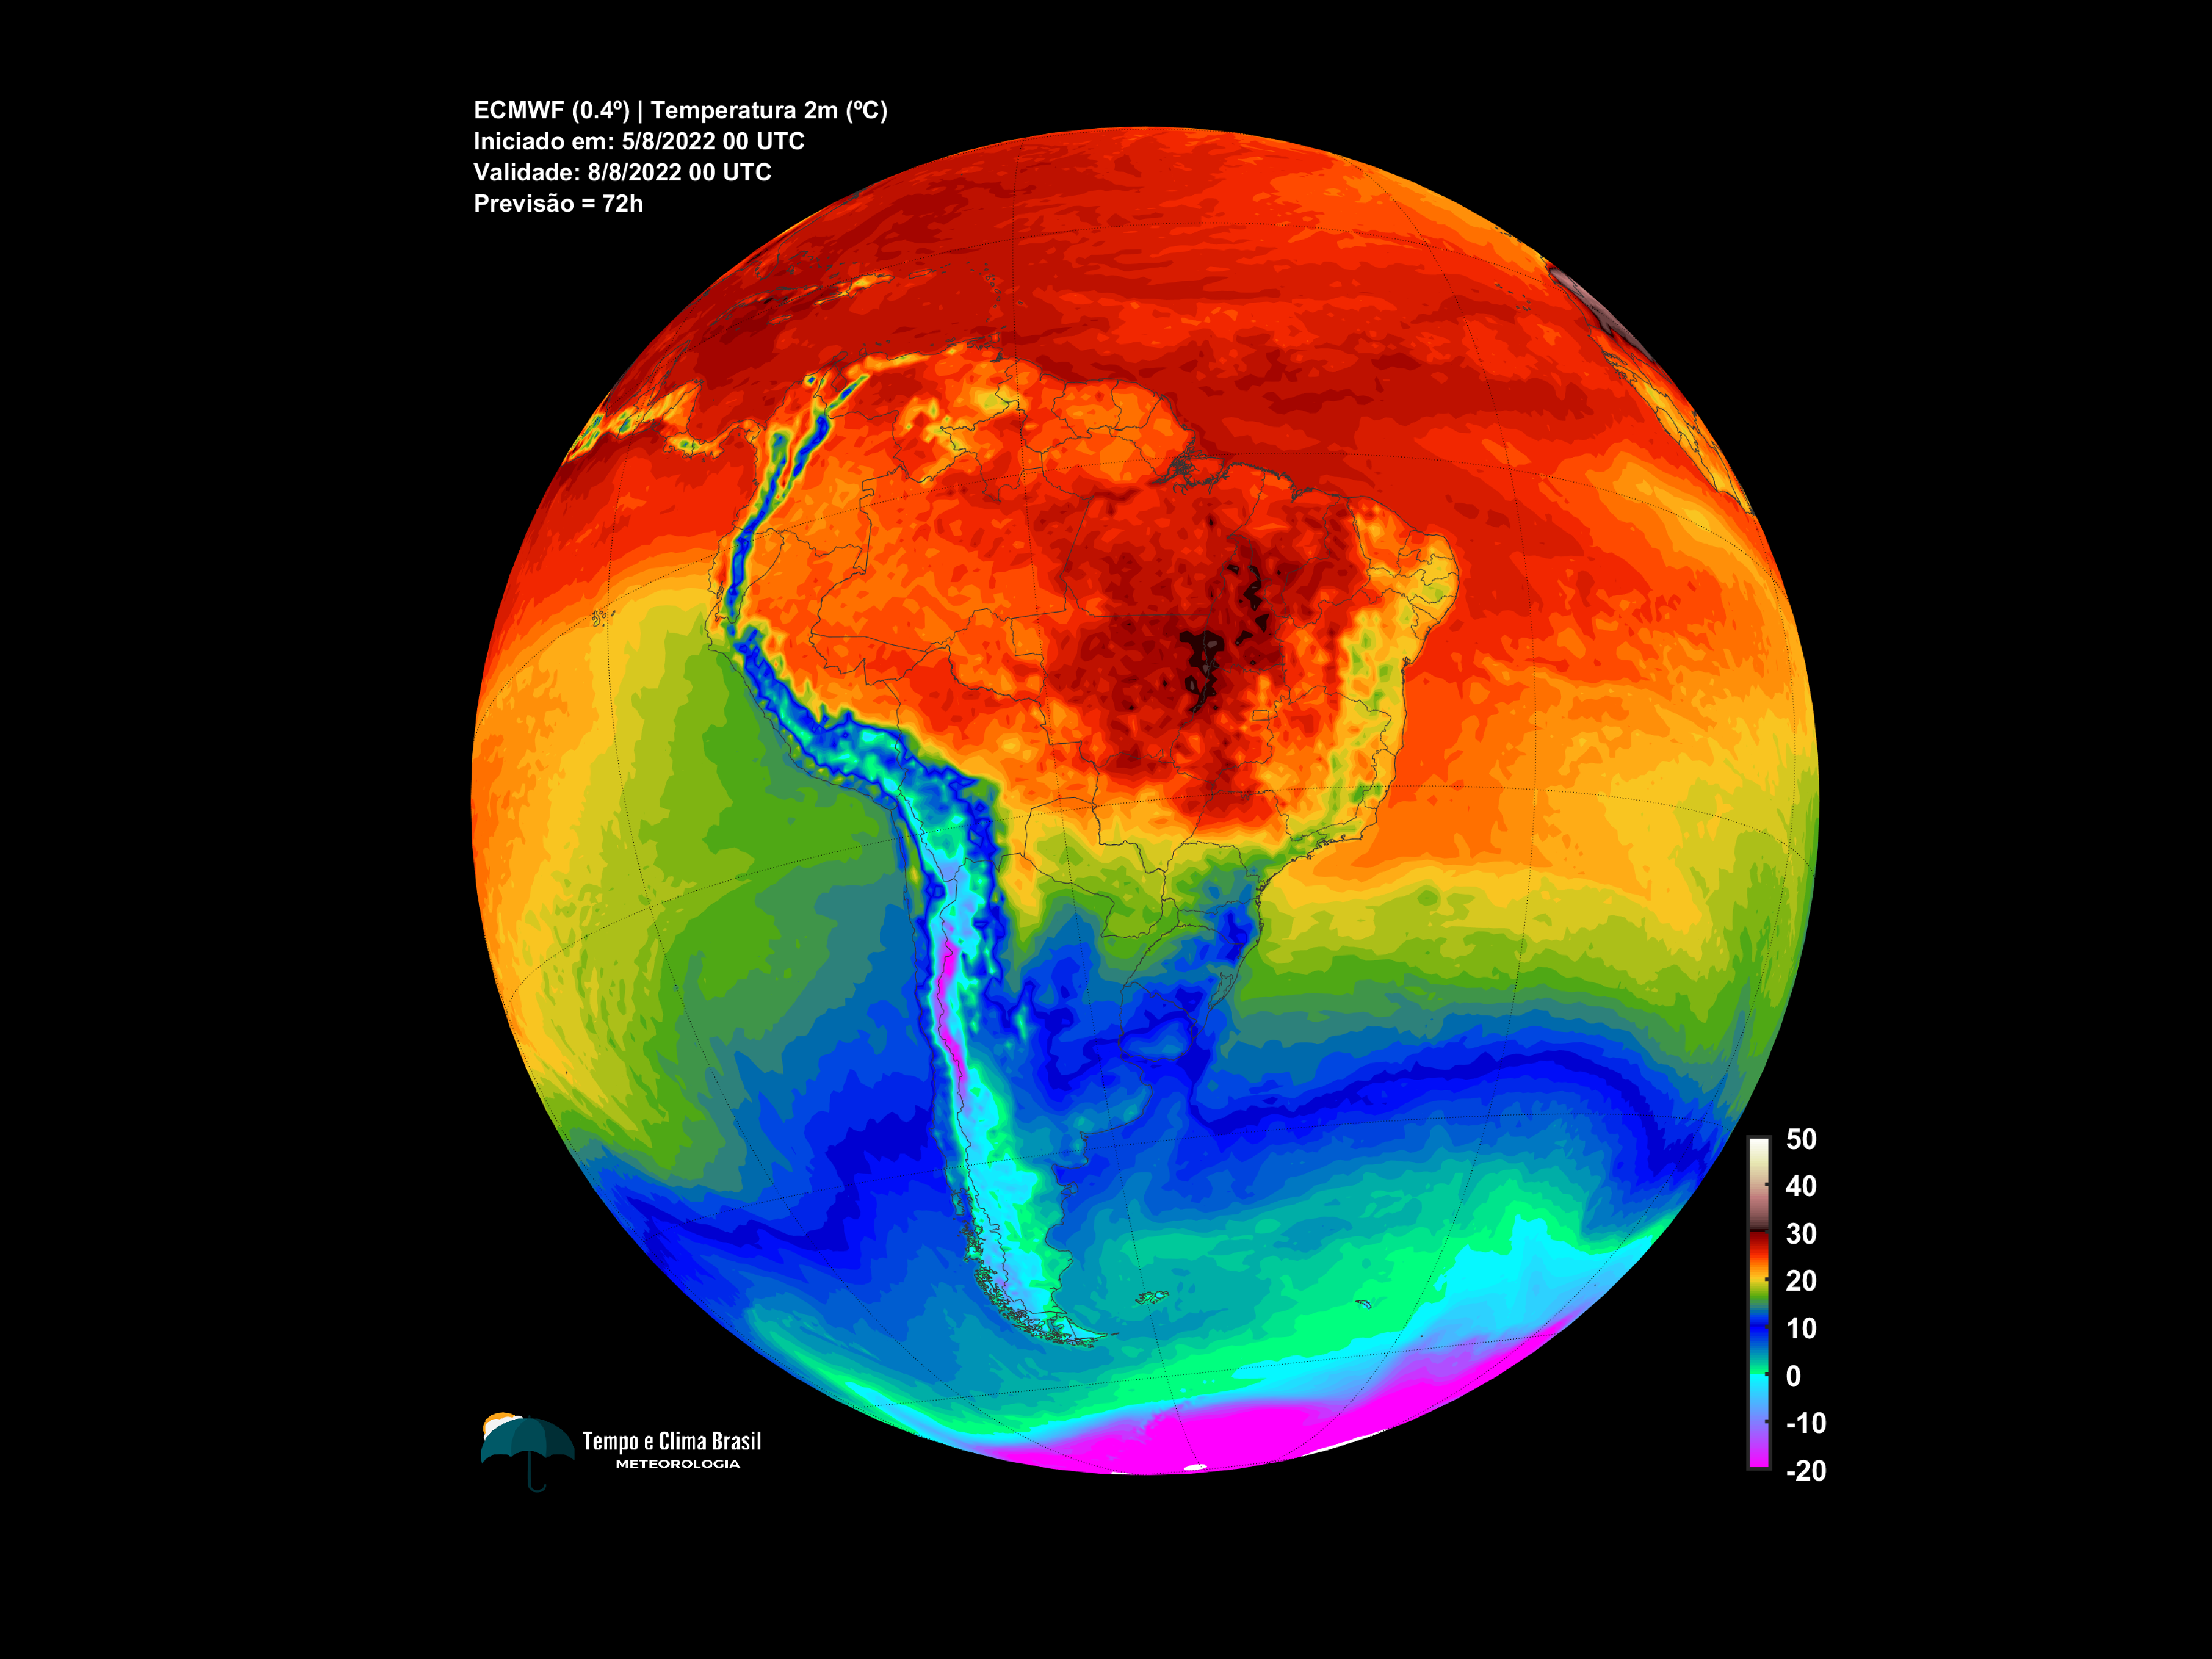 ECMWF (0.4º) | Temperatura 2m (ºC)
Iniciado em: 5/8/2022 00 UTC
Validade: 8/8/2022 00 UTC
Previsão = 72h
50
40
30
20
10
0
-10
-20
Tempo e Clima Brasil
METEOROLOGIA